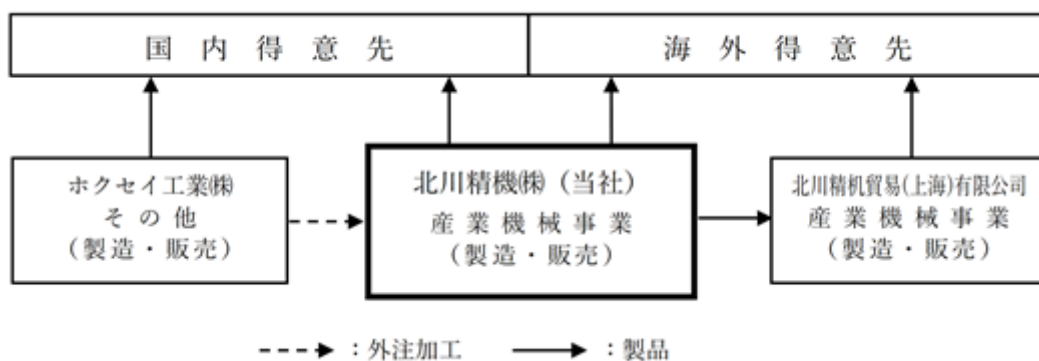 国内得意先
海外得意先
ホクセイ工業㈱
その他
(製造・販売)
北川精機㈱(当社)
産業機械事業
(製造・販売)
北川精机貿易(上海)有限公司
産業機械事業
(製造・販売)
:外注加工
:製品